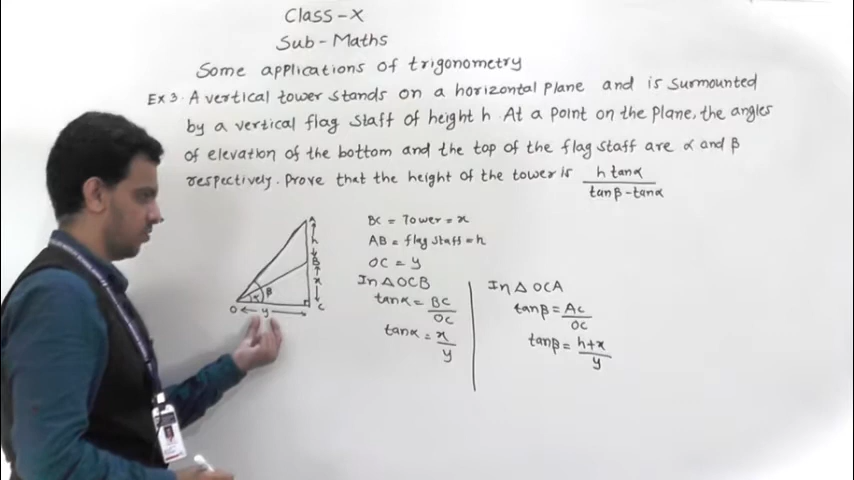 Class-X
Sub-Maths
Some applications of trigonometry
Ex 3. A vertical tower stands on a horizontal plane and is surmounted
by a vertical flag staff of height h. At a point on the plane, the angles
of elevation of the bottom and the top of the flag staff are α and β
respectively. Prove that the height of the tower is h tanα / tanβ-tanα
A
h
B
x
C
O
α
β
y
BC = Tower = x
AB = flag staff = h
OC = y
In △ OCB
tanα = BC/OC
tanα = x/y
In △ OCA
tanβ = AC/OC
tanβ = h+x/y